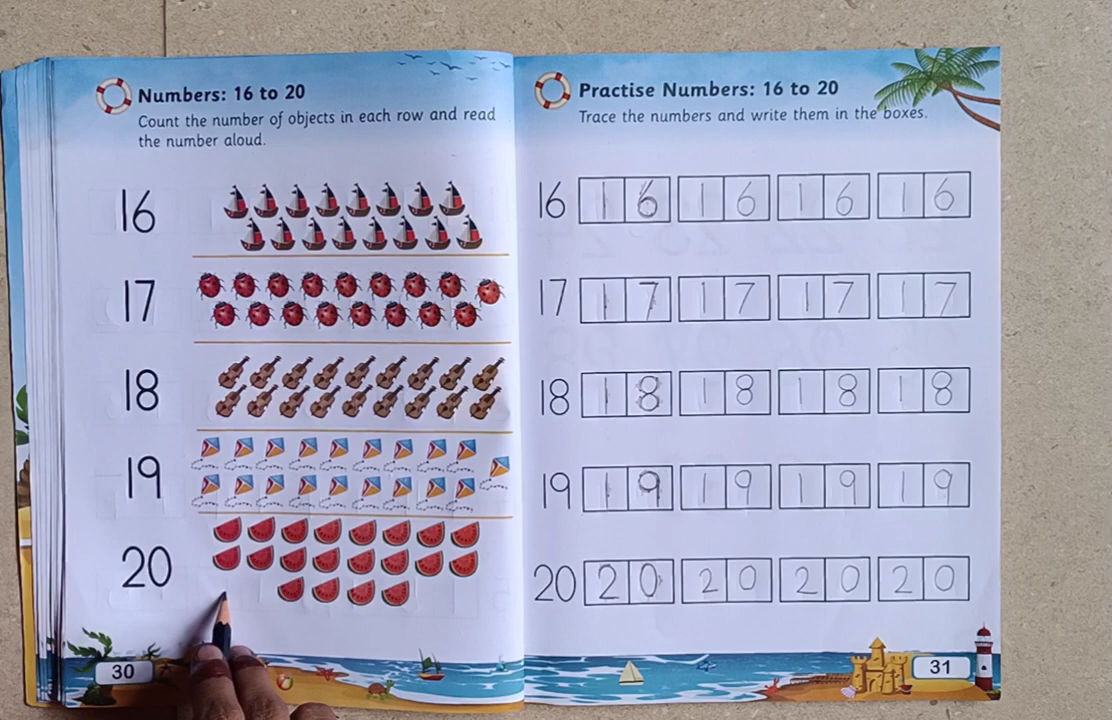 Numbers: 16 to 20
Count the number of objects in each row and read
the number aloud.
16
17
18
19
20
30
Practise Numbers: 16 to 20
Trace the numbers and write them in the boxes.
16 16 16 16 16
17 17 17 17 17
18 18 18 18 18
19 19 19 19 19
20 20 20 20 20
31